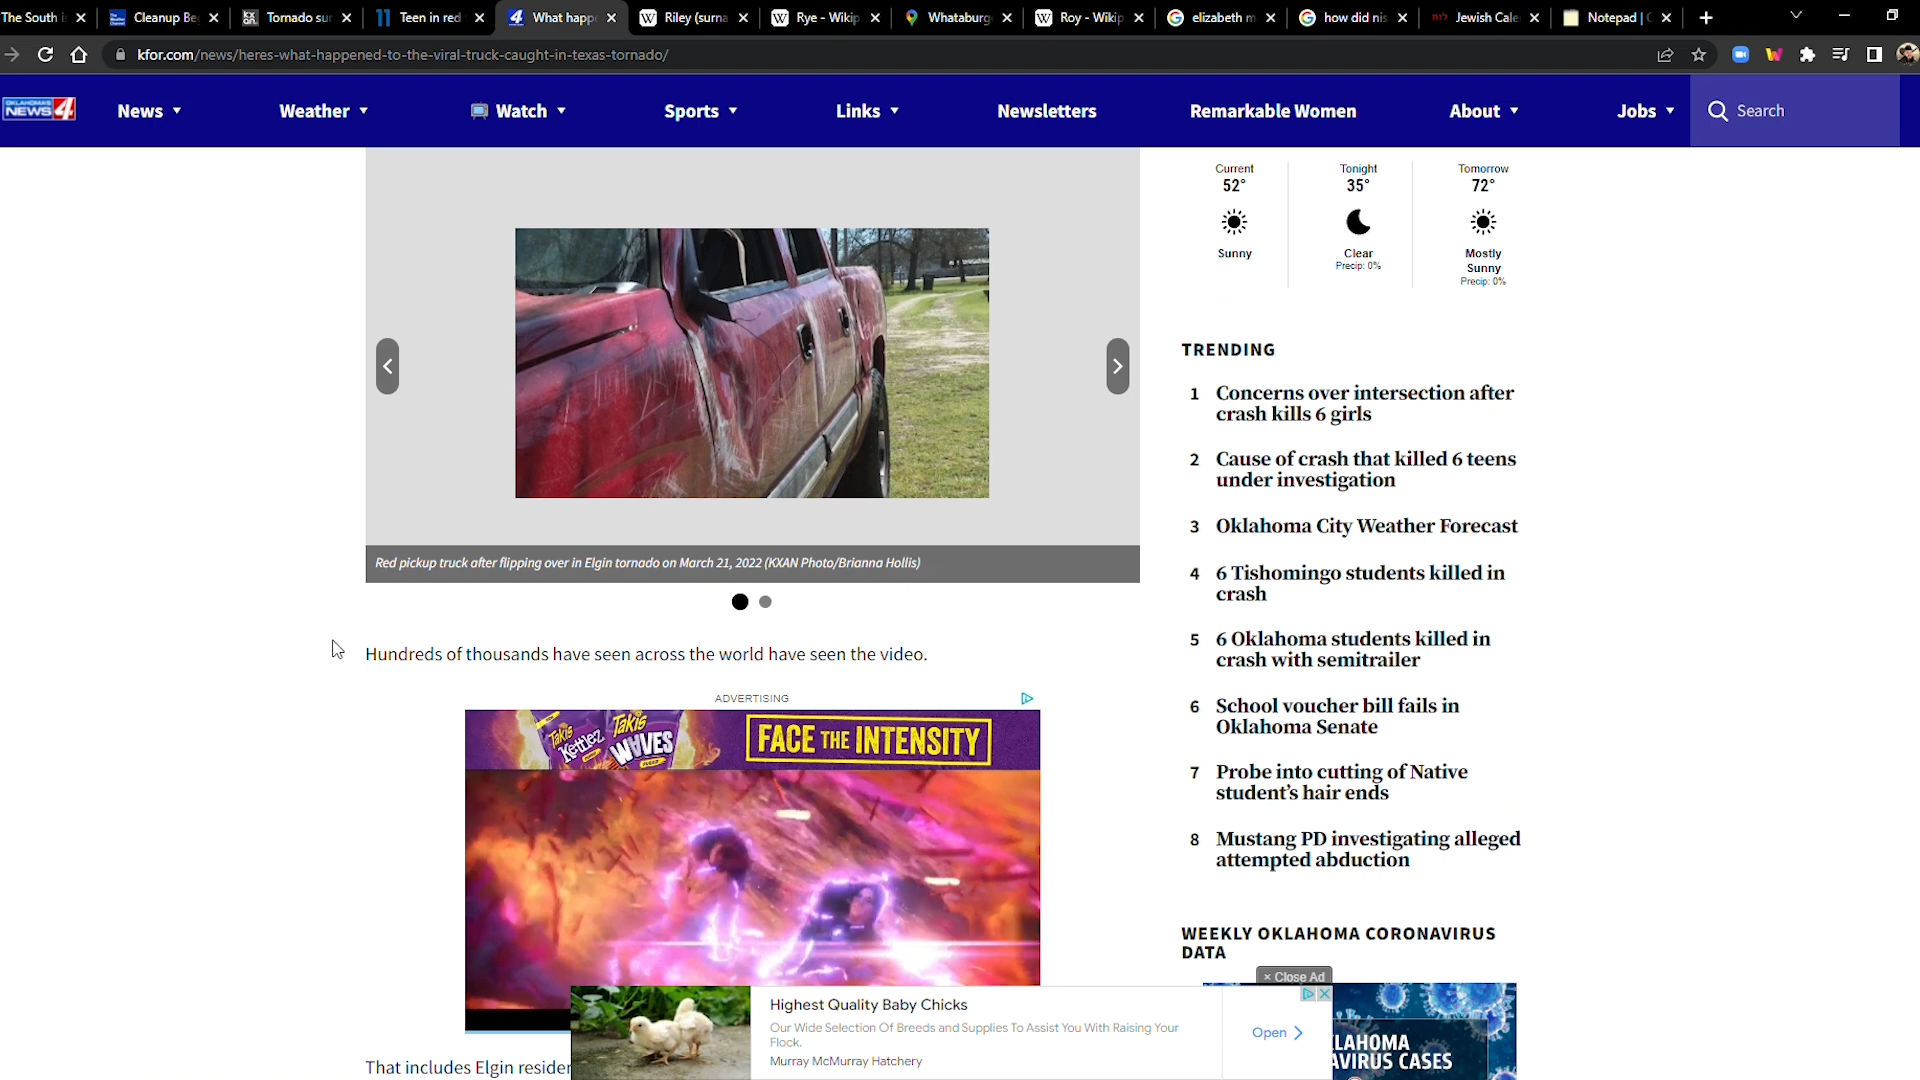 The South is
Cleanup Be
Tornado sur
Teen in red
What happ
Riley (surna
Rye - Wikip
Whataburg
Roy - Wikip
elizabeth m
how did nis
Jewish Cale
Notepad | O
kfor.com/news/heres-what-happened-to-the-viral-truck-caught-in-texas-tornado/
OKLAHOMA'S
NEWS 4
News
Weather
Watch
Sports
Links
Newsletters
Remarkable Women
About
Jobs
Search
Red pickup truck after flipping over in Elgin tornado on March 21, 2022 (KXAN Photo/Brianna Hollis)
Hundreds of thousands have seen across the world have seen the video.
ADVERTISING
Takis
Kettlez
Takis
WAVES
FACE THE INTENSITY
That includes Elgin residen
Current
52°
Sunny
Tonight
35°
Clear
Precip: 0%
Tomorrow
72°
Mostly
Sunny
Precip: 0%
TRENDING
1 Concerns over intersection after
crash kills 6 girls
2 Cause of crash that killed 6 teens
under investigation
3 Oklahoma City Weather Forecast
4 6 Tishomingo students killed in
crash
5 6 Oklahoma students killed in
crash with semitrailer
6 School voucher bill fails in
Oklahoma Senate
7 Probe into cutting of Native
student's hair ends
8 Mustang PD investigating alleged
attempted abduction
WEEKLY OKLAHOMA CORONAVIRUS
DATA
× Close Ad
LAHOMA
AVIRUS CASES
Highest Quality Baby Chicks
Our Wide Selection Of Breeds and Supplies To Assist You With Raising Your
Flock.
Murray McMurray Hatchery
Open